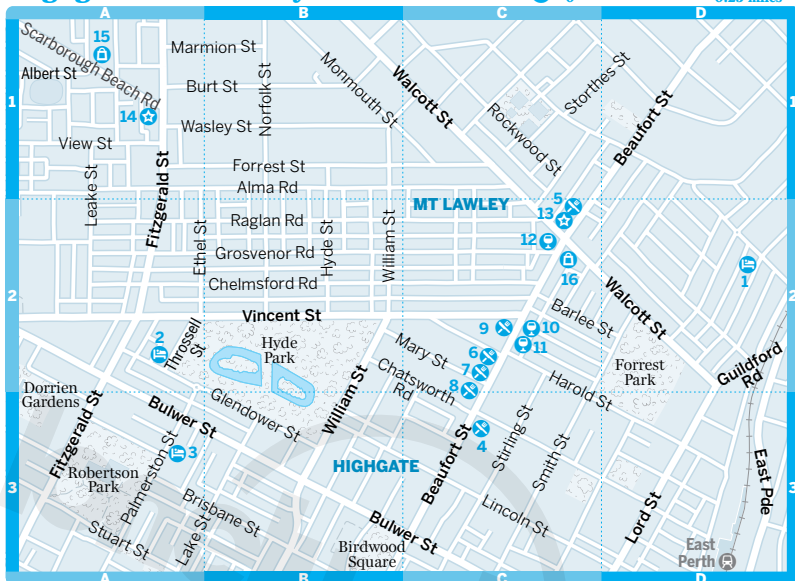 0.25 miles
A
B
C
D
15
Scarborough Beach Rd
Marmion St
Albert St
Burt St
Norfolk St
Monmouth St
Walcott St
Storthes St
Rockwood St
Beaufort St
1
1
14
Wasley St
View St
Fitzgerald St
Leake St
Forrest St
Alma Rd
MT LAWLEY
5
13
Raglan Rd
Ethel St
Hyde St
William St
12
Grosvenor Rd
16
1
2
2
Chelmsford Rd
Walcott St
Barlee St
Vincent St
9
10
11
2
Throssell St
Hyde
Park
Mary St
6
7
Chatsworth
Rd
8
Forrest
Park
Guildford
Rd
Harold St
Dorrien
Gardens
Glendower St
William St
Bulwer St
Fitzgerald St
4
Stirling St
Smith St
Beaufort St
3
Palmerston St
Robertson
Park
HIGHGATE
East Pde
3
3
Brisbane St
Lincoln St
Lord St
Stuart St
Lake St
Bulwer St
Birdwood
Square
East
Perth
A
B
C
D